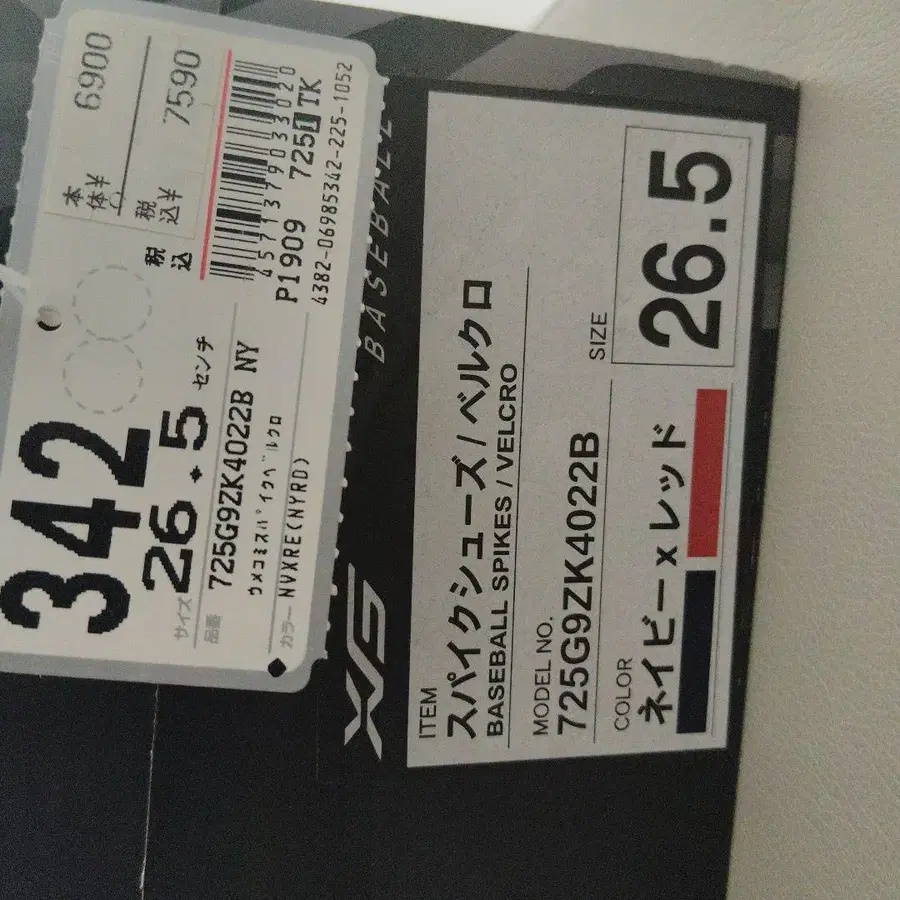 本体¥ 6900
税込¥ 7590
税込
4571379033020
P1909 7251TK
4382-06985342-225-1052
342
サイズ 26.5 センチ
品番 725G9ZK4022B NY
ウメコミスパイクベルクロ
カラー NVXRE(NYRD)
BASEBALL
ITEM
スパイクシューズ/ベルクロ
BASEBALL SPIKES / VELCRO
MODEL NO.
725G9ZK4022B
SIZE
26.5
COLOR
ネイビー x レッド